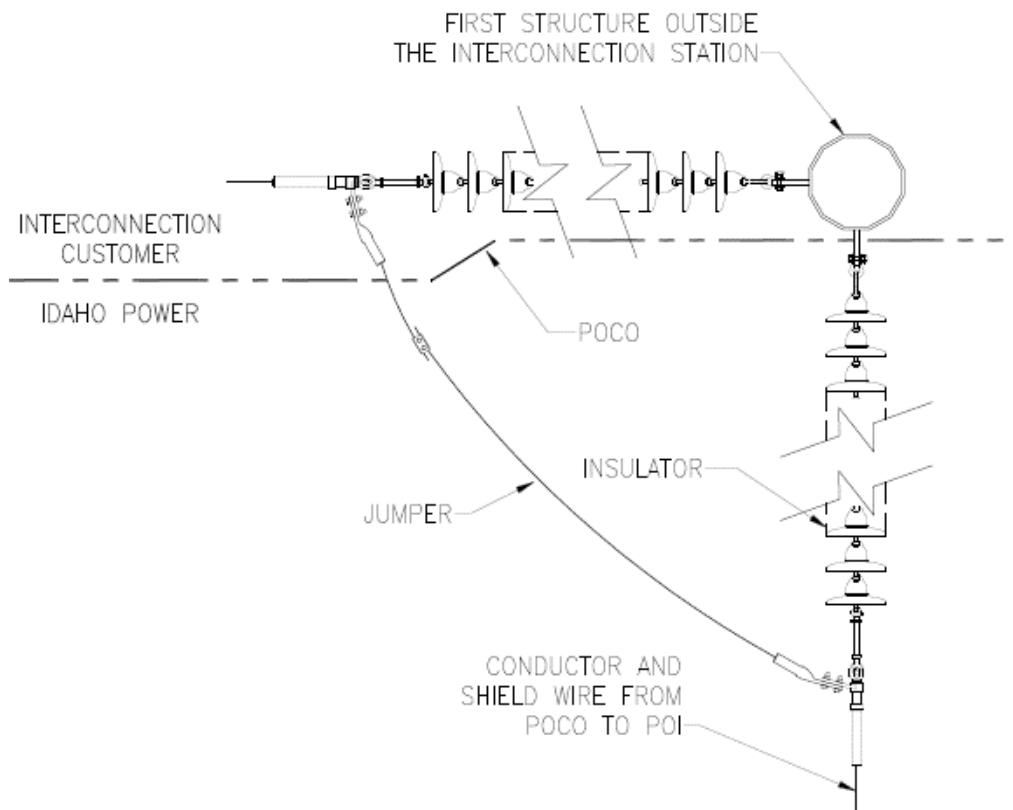 FIRST STRUCTURE OUTSIDE
THE INTERCONNECTION STATION
INTERCONNECTION
CUSTOMER
IDAHO POWER
POCO
INSULATOR
JUMPER
CONDUCTOR AND
SHIELD WIRE FROM
POCO TO POI